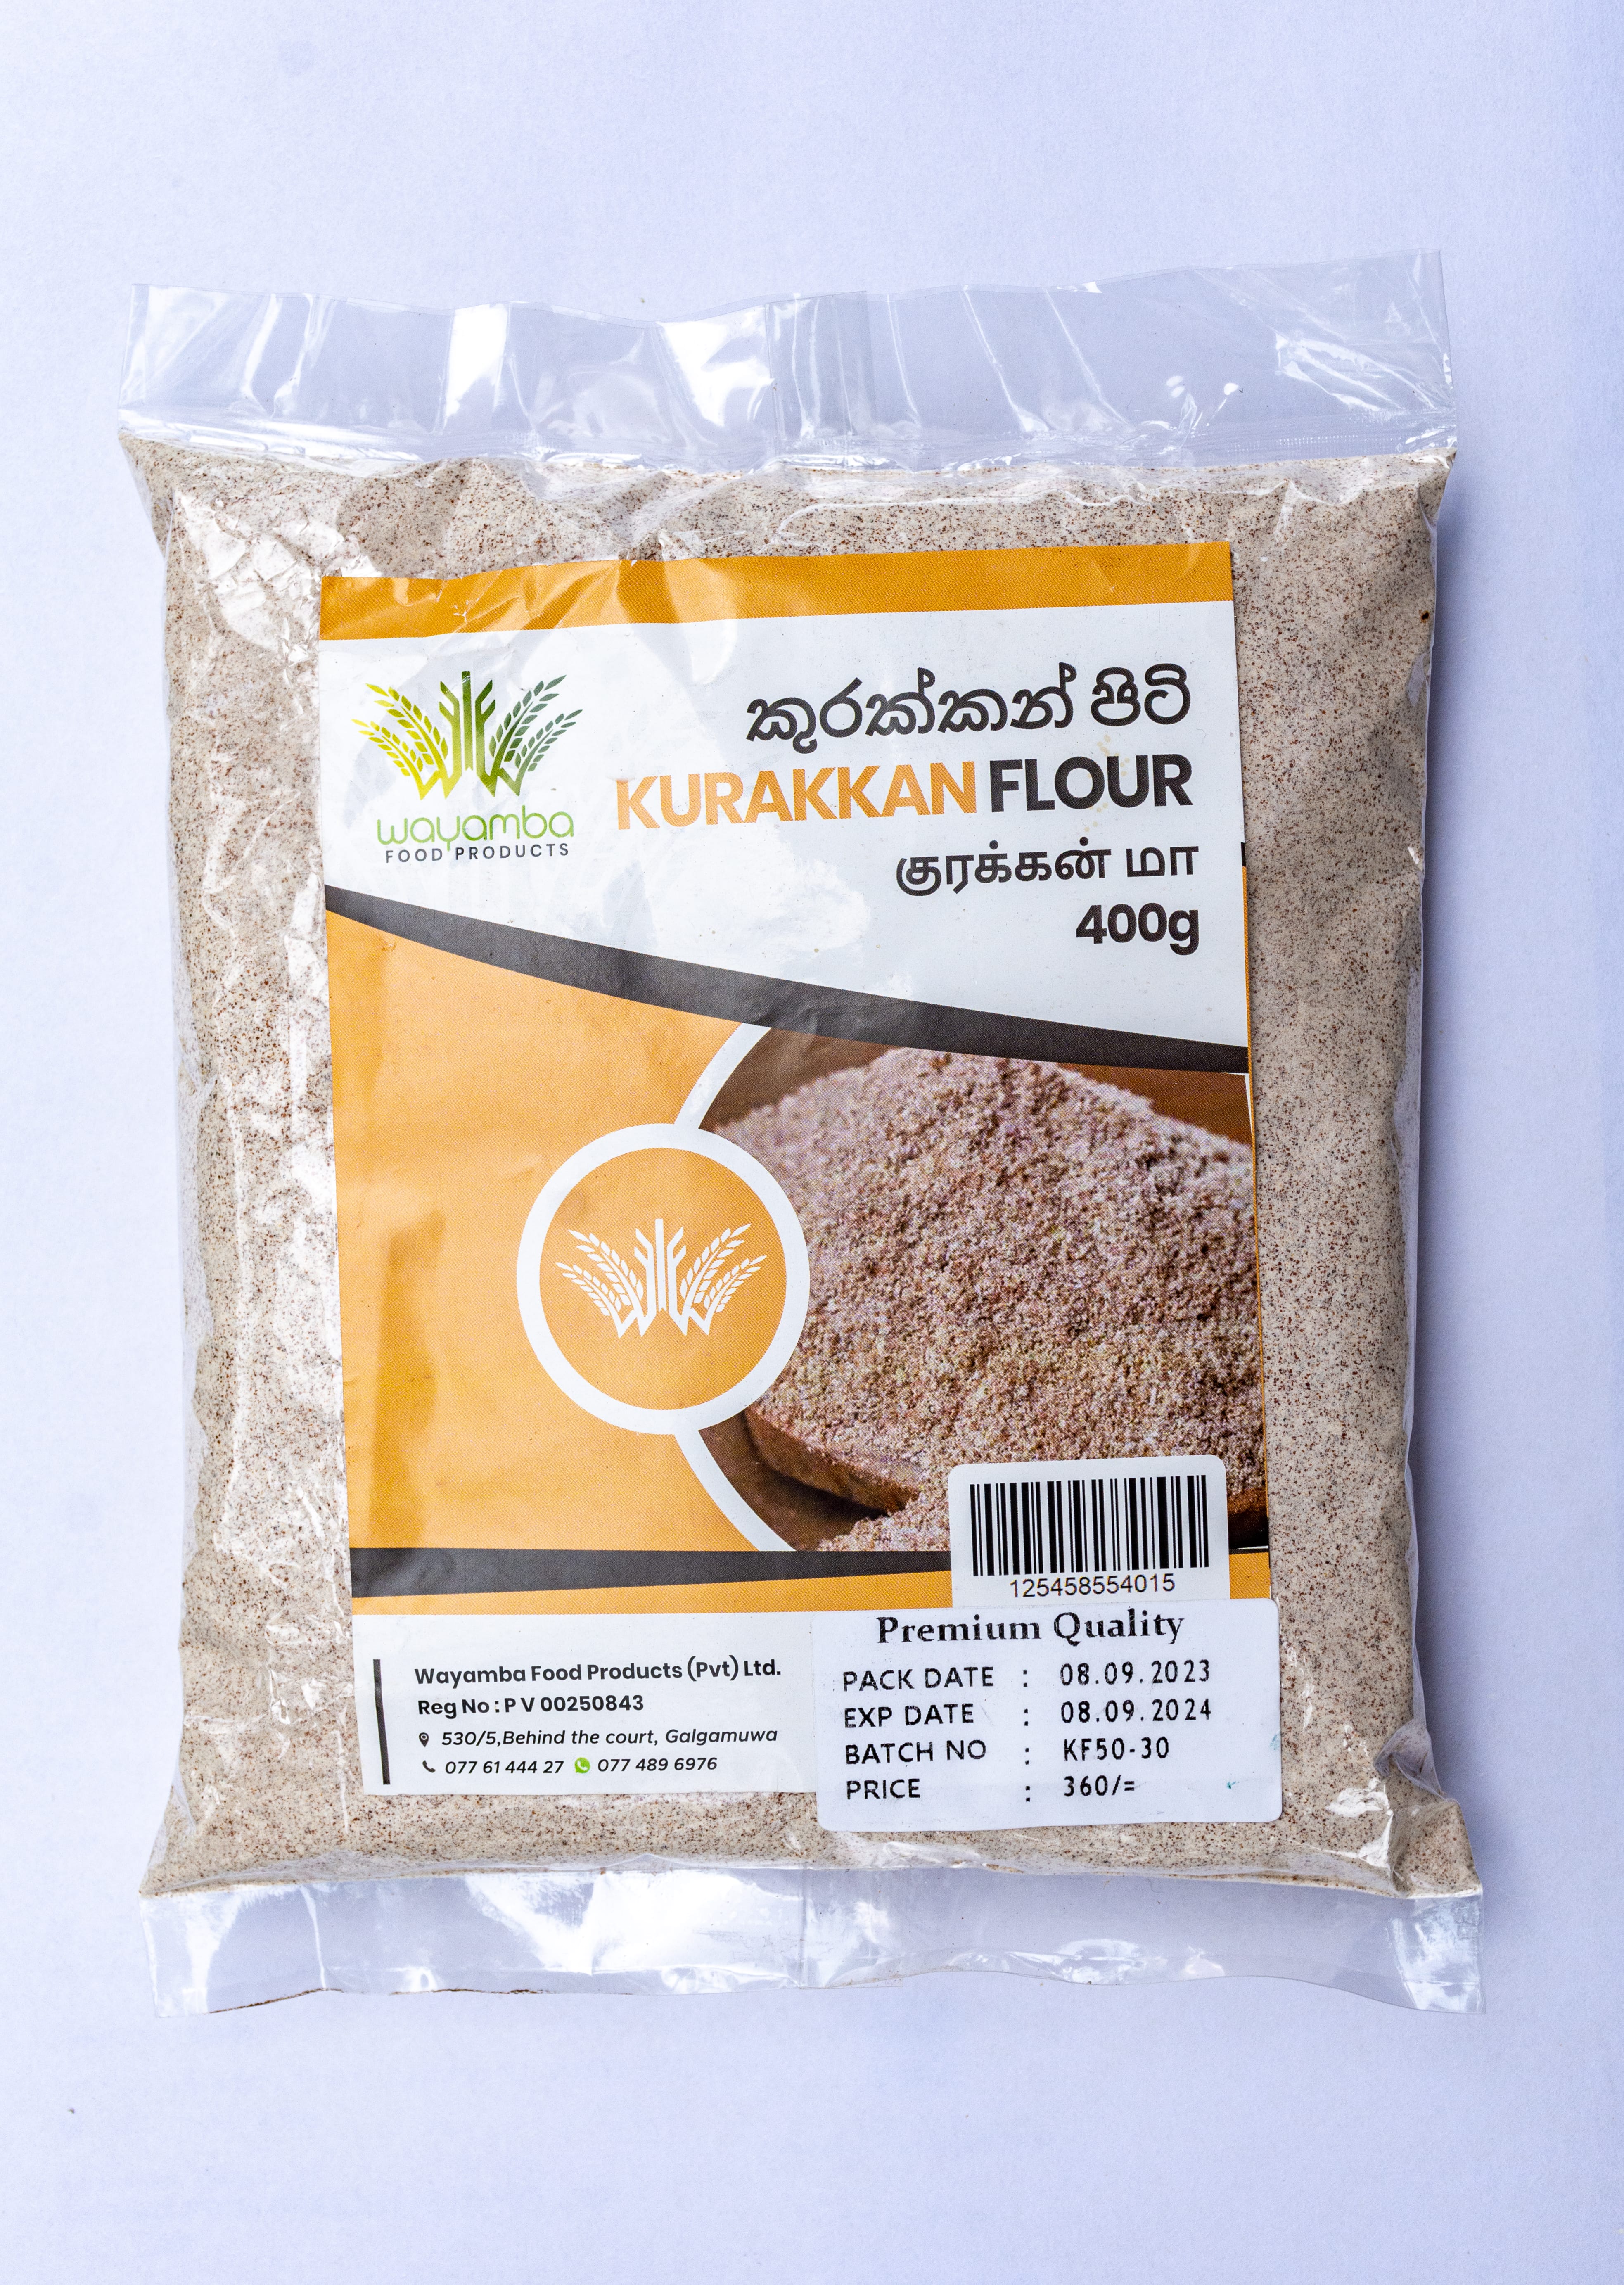 wayamba
FOOD PRODUCTS
කුරක්කන් පිටි
KURAKKAN FLOUR
குரக்கன் மா
400g
125458554015
Premium Quality
PACK DATE : 08.09.2023
EXP DATE : 08.09.2024
BATCH NO : KF50-30
PRICE : 360/=
Wayamba Food Products (Pvt) Ltd.
Reg No : P V 00250843
530/5,Behind the court, Galgamuwa
077 61 444 27 077 489 6976